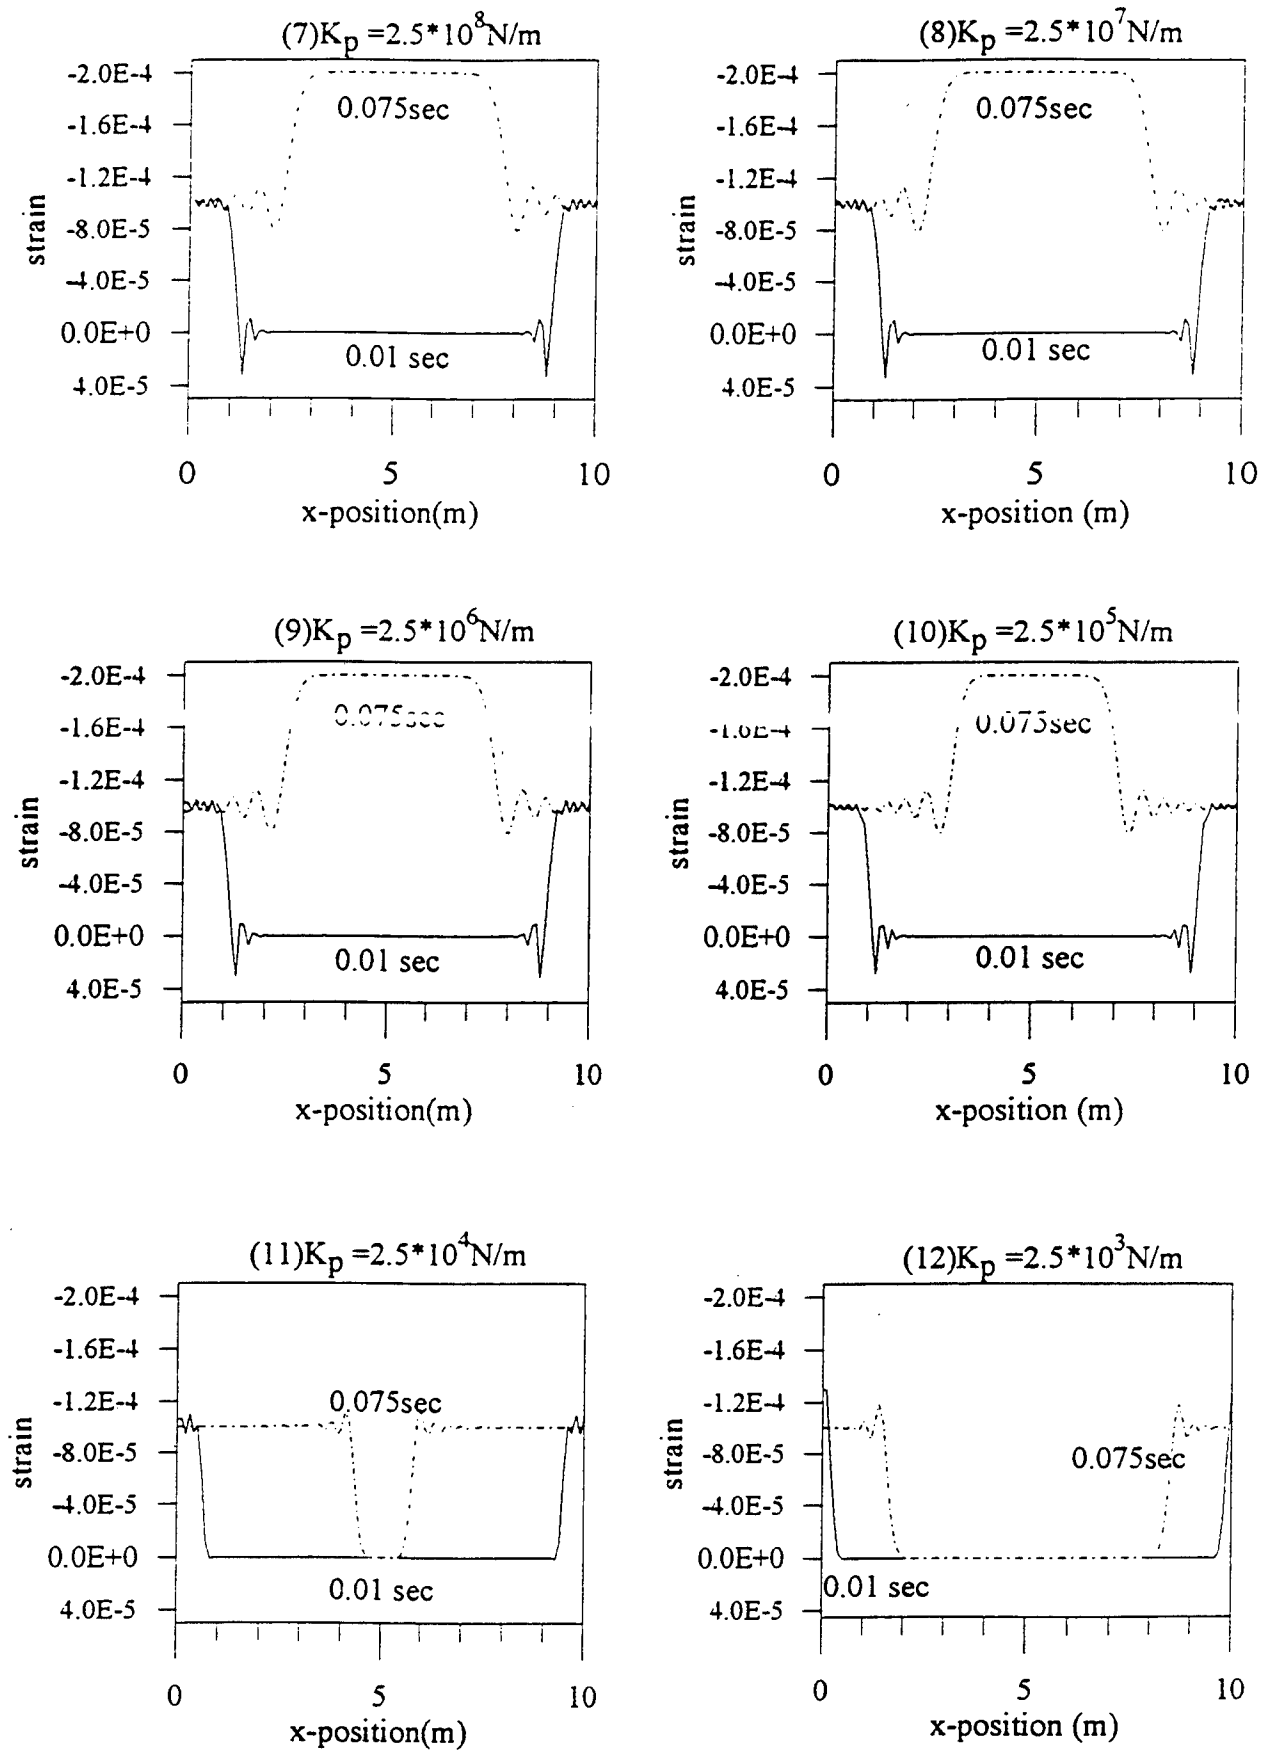 (7)Kp =2.5*10^8N/m
-2.0E-4
-1.6E-4
-1.2E-4
-8.0E-5
-4.0E-5
0.0E+0
4.0E-5
strain
0.075sec
0.01 sec
0 5 10
x-position(m)
(8)Kp =2.5*10^7N/m
-2.0E-4
-1.6E-4
-1.2E-4
-8.0E-5
-4.0E-5
0.0E+0
4.0E-5
strain
0.075sec
0.01 sec
0 5 10
x-position (m)
(9)Kp =2.5*10^6N/m
-2.0E-4
-1.6E-4
-1.2E-4
-8.0E-5
-4.0E-5
0.0E+0
4.0E-5
strain
0.075sec
0.01 sec
0 5 10
x-position(m)
(10)Kp =2.5*10^5N/m
-2.0E-4
-1.6E-4
-1.2E-4
-8.0E-5
-4.0E-5
0.0E+0
4.0E-5
strain
0.075sec
0.01 sec
0 5 10
x-position (m)
(11)Kp =2.5*10^4N/m
-2.0E-4
-1.6E-4
-1.2E-4
-8.0E-5
-4.0E-5
0.0E+0
4.0E-5
strain
0.075sec
0.01 sec
0 5 10
x-position(m)
(12)Kp =2.5*10^3N/m
-2.0E-4
-1.6E-4
-1.2E-4
-8.0E-5
-4.0E-5
0.0E+0
4.0E-5
strain
0.075sec
0.01 sec
0 5 10
x-position (m)